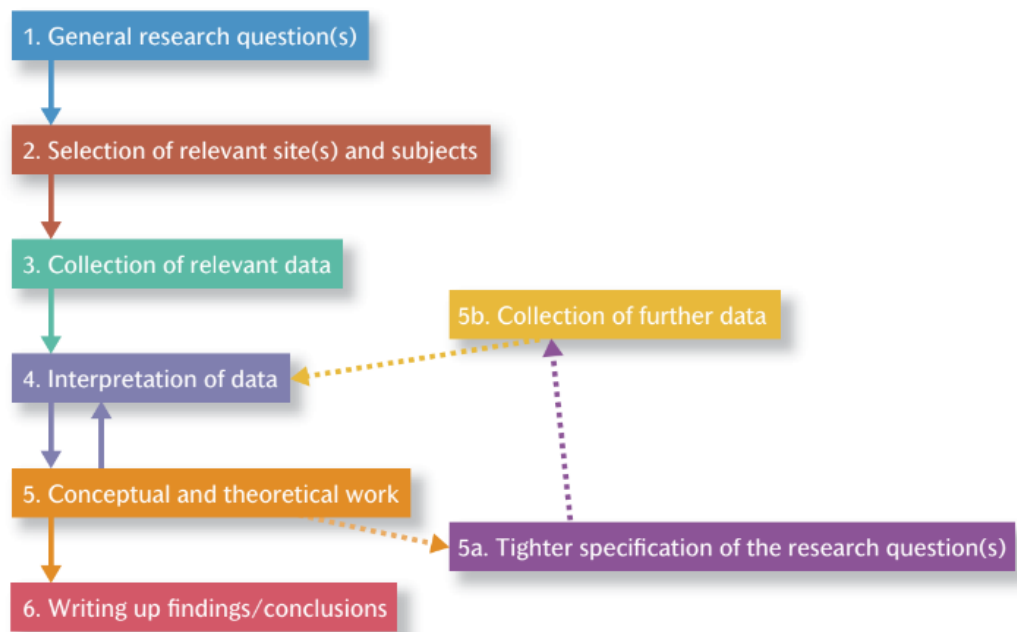 1. General research question(s)
2. Selection of relevant site(s) and subjects
3. Collection of relevant data
5b. Collection of further data
4. Interpretation of data
5. Conceptual and theoretical work
5a. Tighter specification of the research question(s)
6. Writing up findings/conclusions